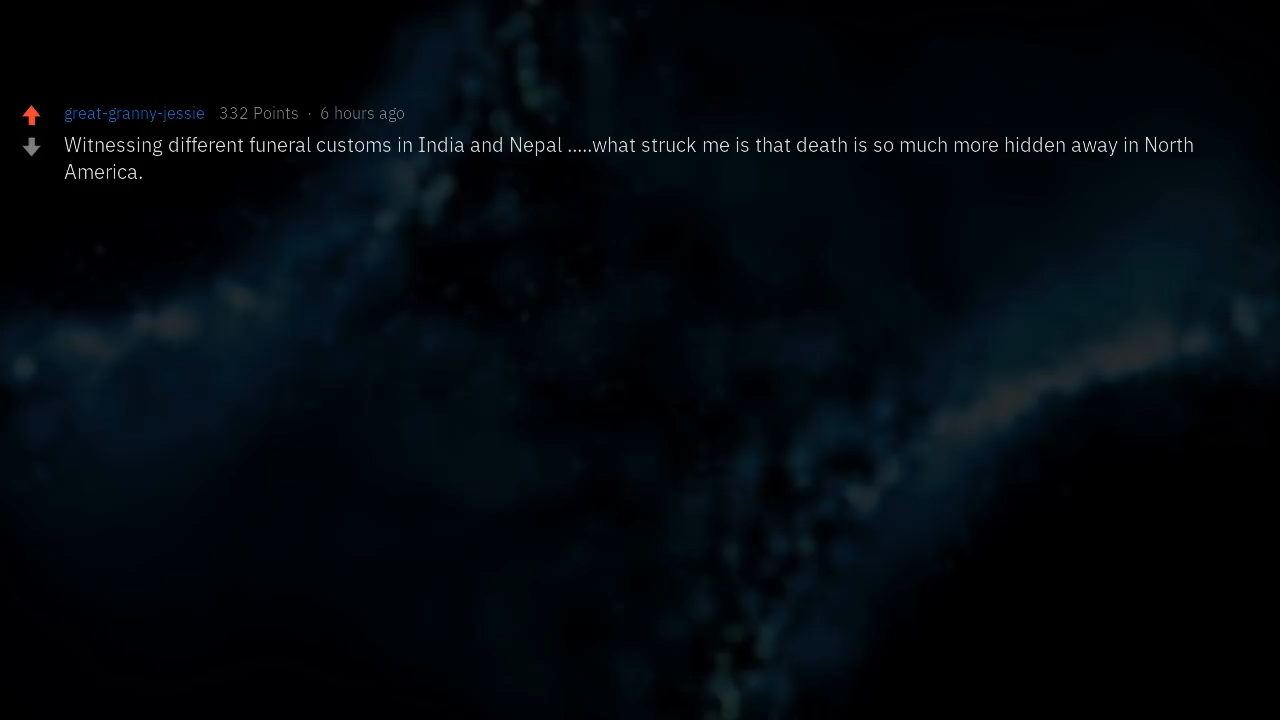 great-granny-jessie 332 Points · 6 hours ago
Witnessing different funeral customs in India and Nepal .....what struck me is that death is so much more hidden away in North
America.